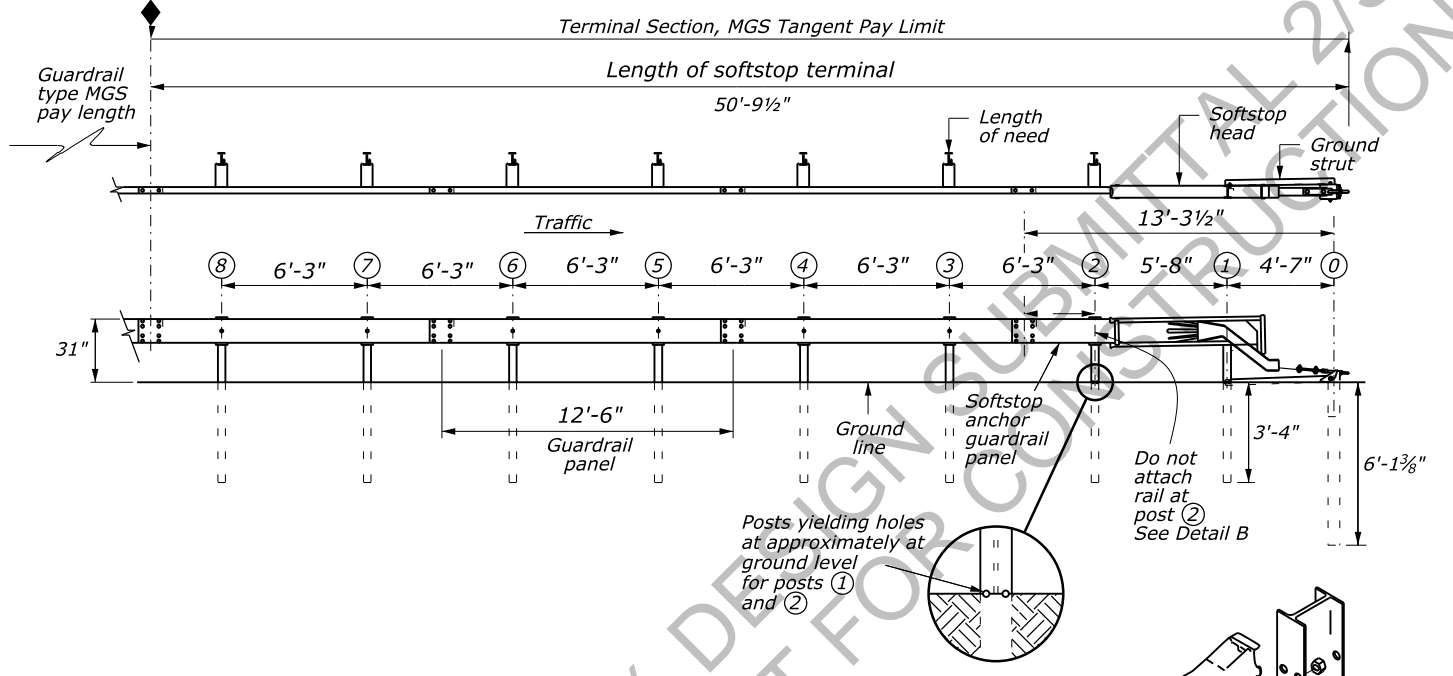 Terminal Section, MGS Tangent Pay Limit
Length of softstop terminal
50'-9½"
Guardrail
type MGS
pay length
Length
of need
Softstop
head
Ground
strut
13'-3½"
Traffic
8 6'-3" 7 6'-3" 6 6'-3" 5 6'-3" 4 6'-3" 3 6'-3" 2 5'-8" 1 4'-7" 0
31"
12'-6"
Guardrail
panel
Ground
line
Softstop
anchor
guardrail
panel
Do not
attach
rail at
post 2
See Detail B
3'-4"
6'-1⅜"
Posts yielding holes
at approximately at
ground level
for posts 1
and 2
DESIGN SUBMITTAL
FOR CONSTRUCTION